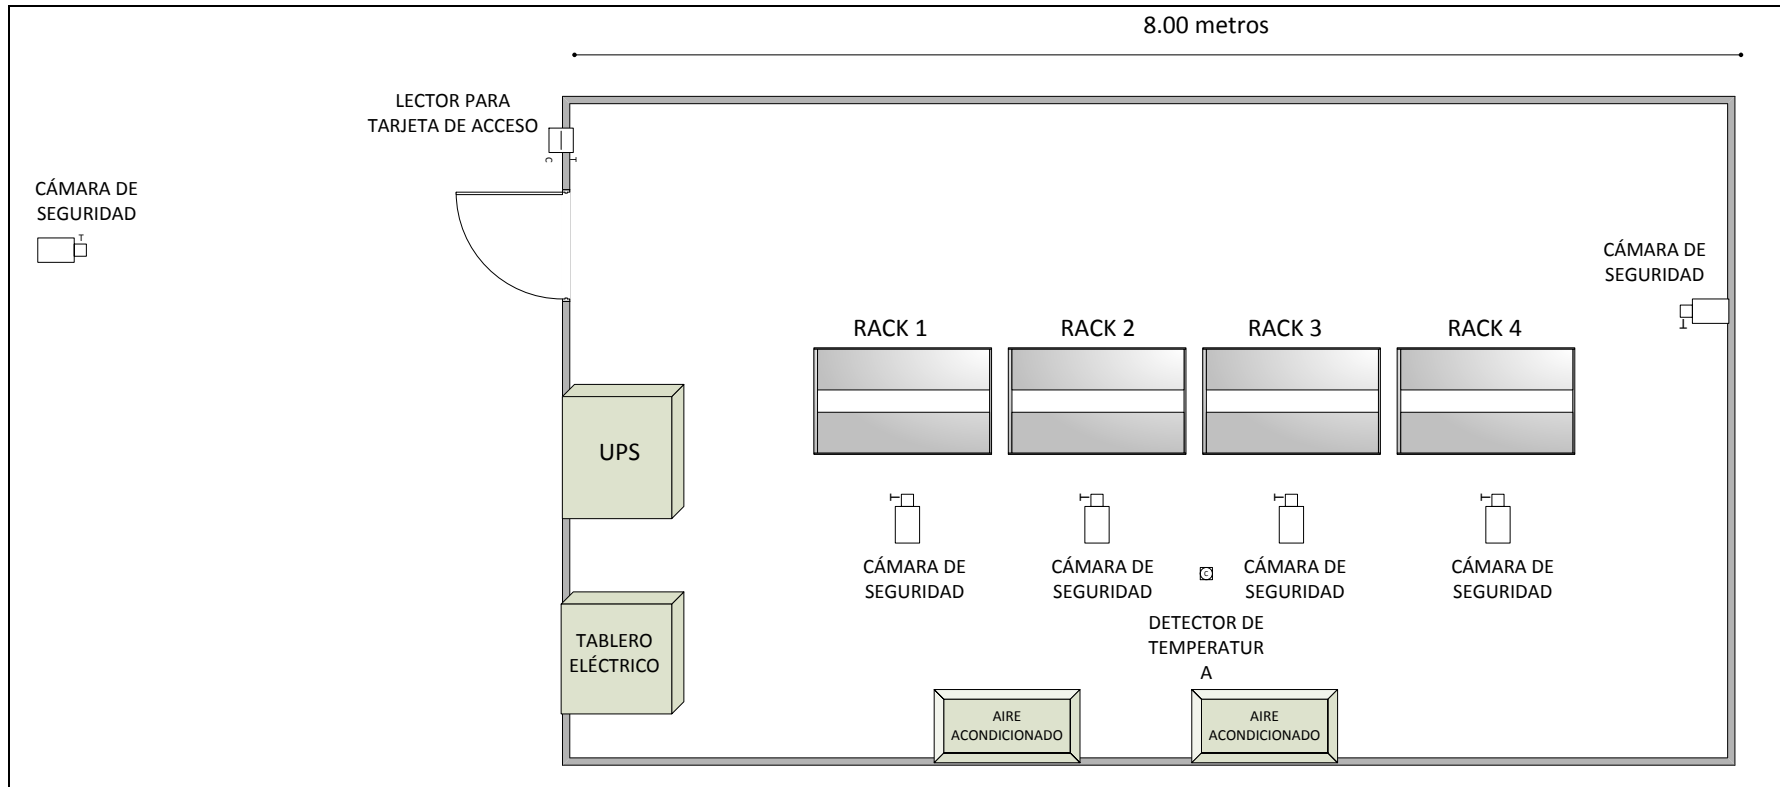 8.00 metros
LECTOR PARA
TARJETA DE ACCESO
C
T
CÁMARA DE
SEGURIDAD
T
CÁMARA DE
SEGURIDAD
T
RACK 1
RACK 2
RACK 3
RACK 4
UPS
T
T
T
T
CÁMARA DE
SEGURIDAD
CÁMARA DE
SEGURIDAD
C
CÁMARA DE
SEGURIDAD
CÁMARA DE
SEGURIDAD
DETECTOR DE
TEMPERATUR
A
TABLERO
ELÉCTRICO
AIRE
ACONDICIONADO
AIRE
ACONDICIONADO